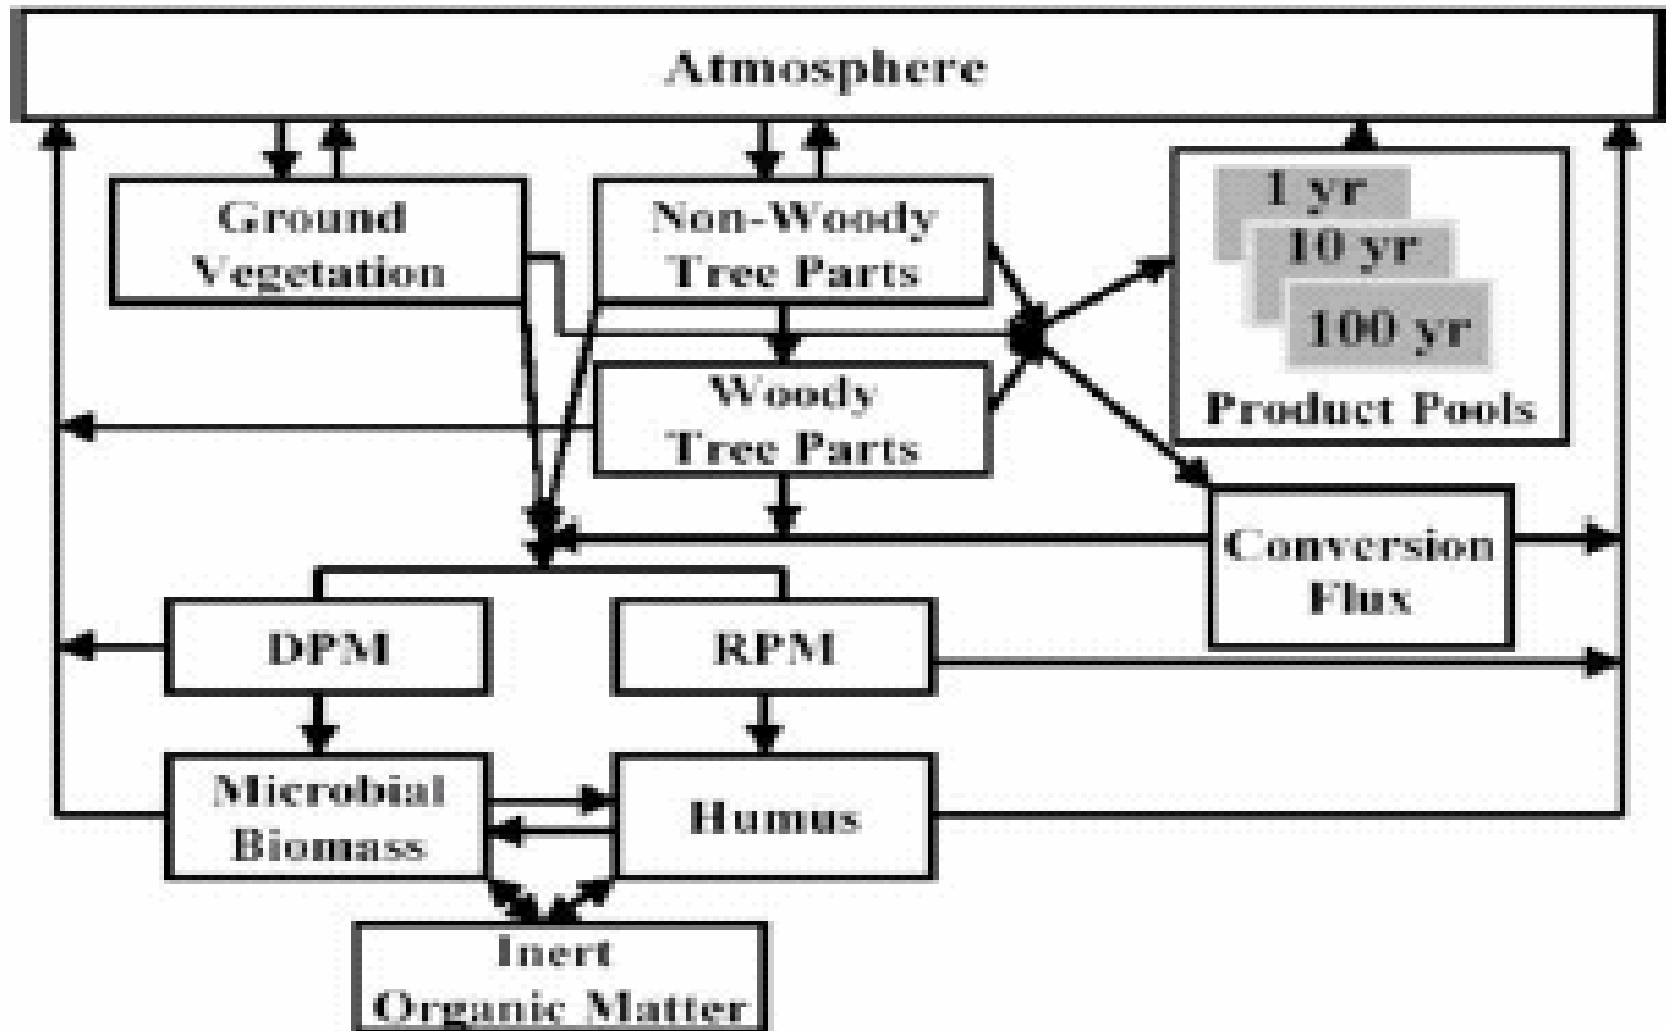 Atmosphere
Ground
Vegetation
Non-Woody
Tree Parts
1 yr
10 yr
100 yr
Product Pools
Woody
Tree Parts
Conversion
Flux
DPM
RPM
Microbial
Biomass
Humus
Inert
Organic Matter